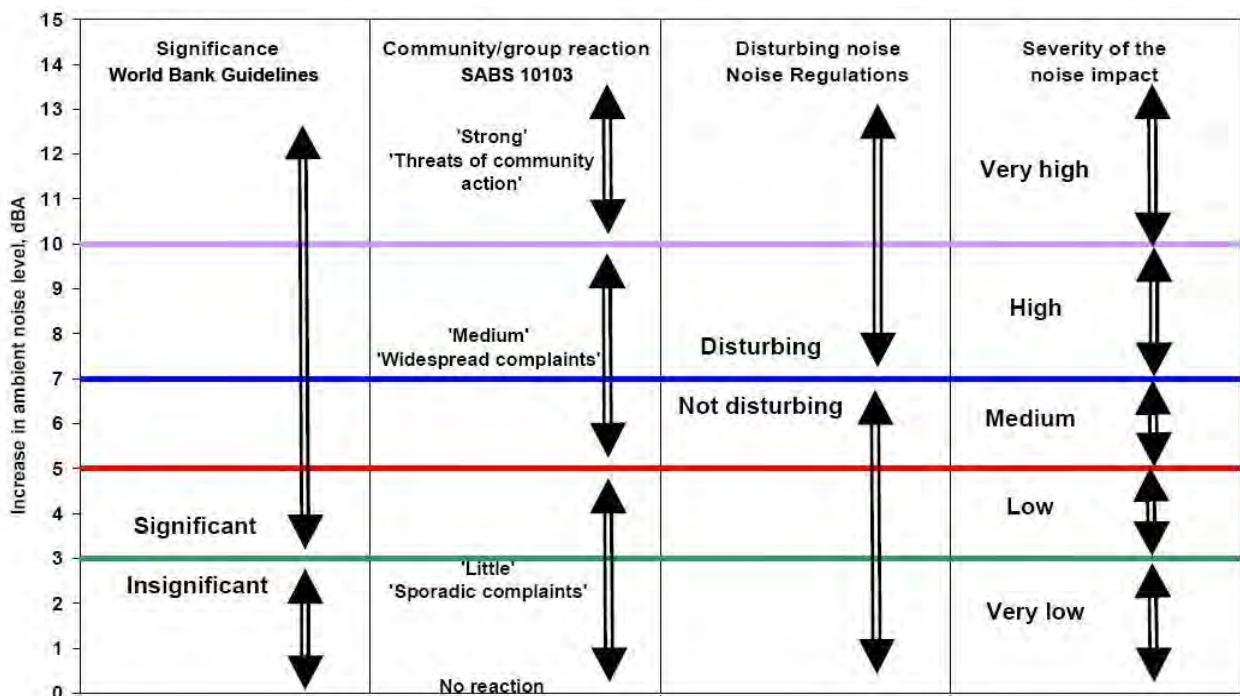 Significance
World Bank Guidelines
Community/group reaction
SABS 10103
Disturbing noise
Noise Regulations
Severity of the
noise impact
Increase in ambient noise level, dBA
15
14
13
12
11
10
9
8
7
6
5
4
3
2
1
0
Significant
Insignificant
'Strong'
'Threats of community
action'
'Medium'
'Widespread complaints'
'Little'
'Sporadic complaints'
No reaction
Disturbing
Not disturbing
Very high
High
Medium
Low
Very low